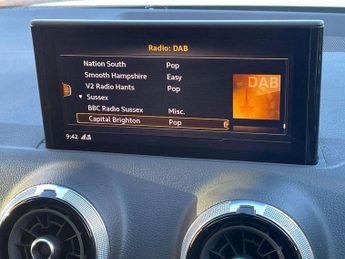 Radio: DAB
Nation South Pop
Smooth Hampshire Easy
V2 Radio Hants Pop
Sussex
BBC Radio Sussex Misc.
Capital Brighton Pop
DAB
9:42